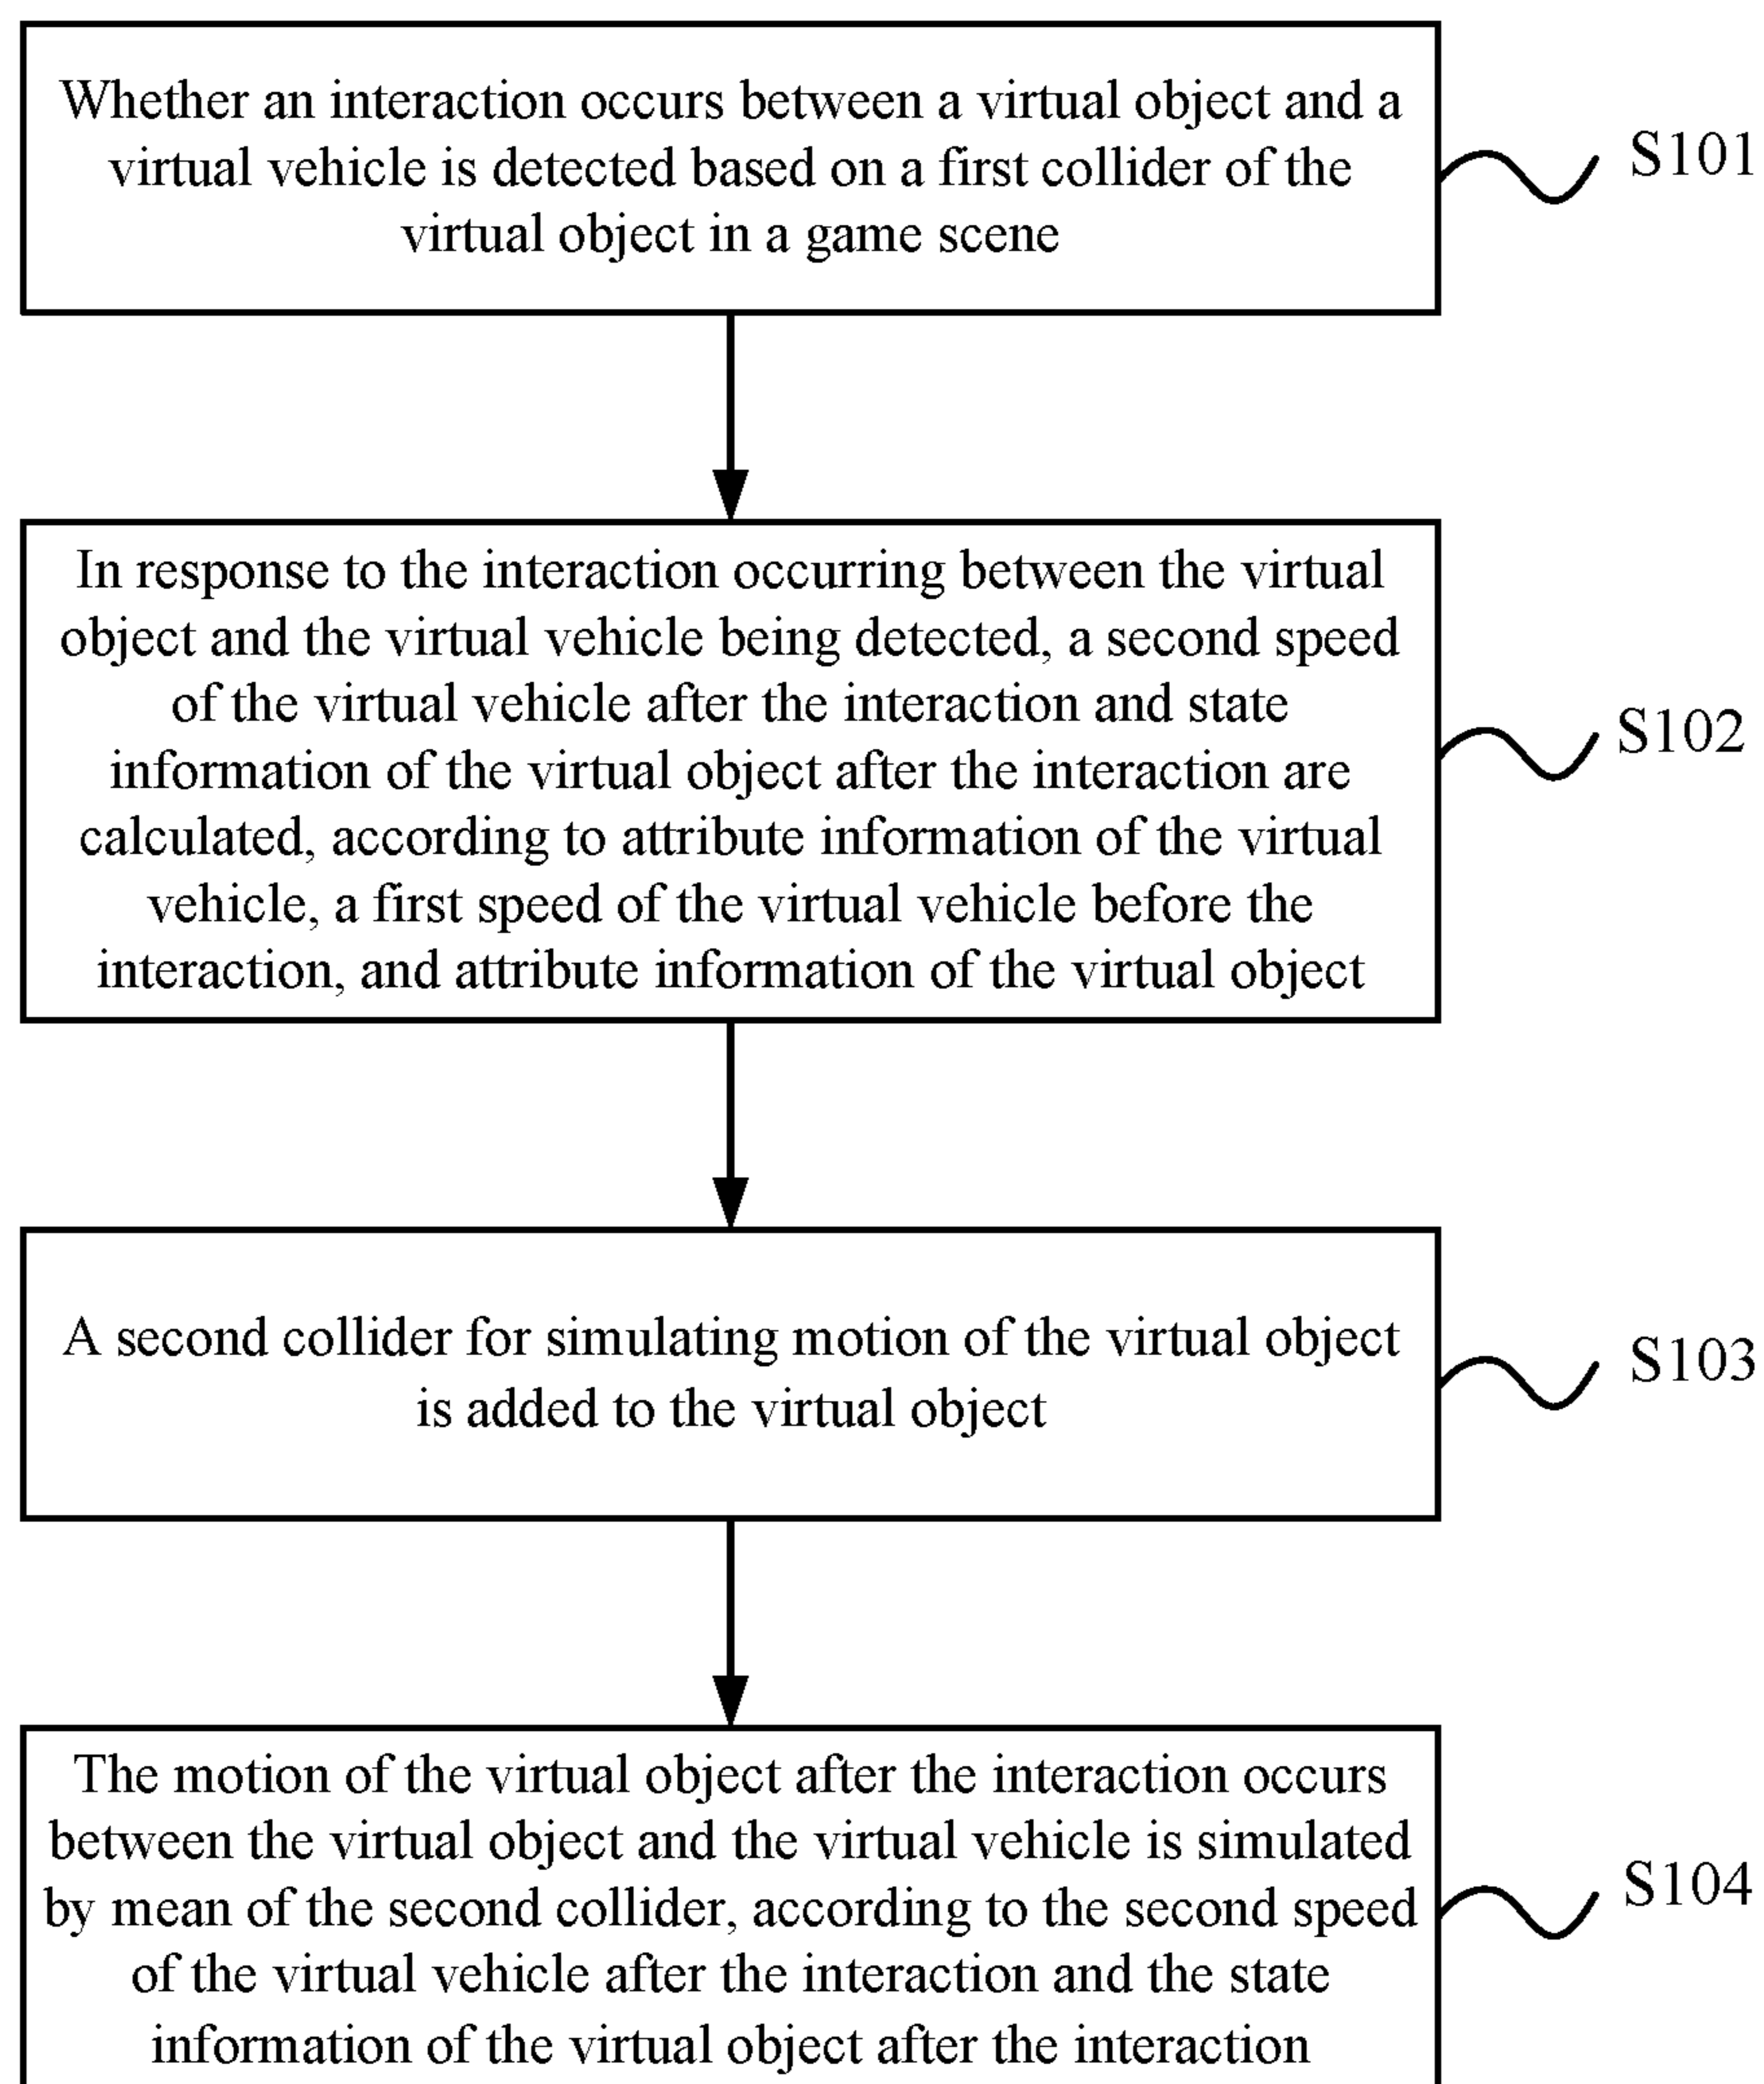 Whether an interaction occurs between a virtual object and a
virtual vehicle is detected based on a first collider of the
virtual object in a game scene
S101
In response to the interaction occurring between the virtual
object and the virtual vehicle being detected, a second speed
of the virtual vehicle after the interaction and state
information of the virtual object after the interaction are
calculated, according to attribute information of the virtual
vehicle, a first speed of the virtual vehicle before the
interaction, and attribute information of the virtual object
S102
A second collider for simulating motion of the virtual object
is added to the virtual object
S103
The motion of the virtual object after the interaction occurs
between the virtual object and the virtual vehicle is simulated
by mean of the second collider, according to the second speed
of the virtual vehicle after the interaction and the state
information of the virtual object after the interaction
S104